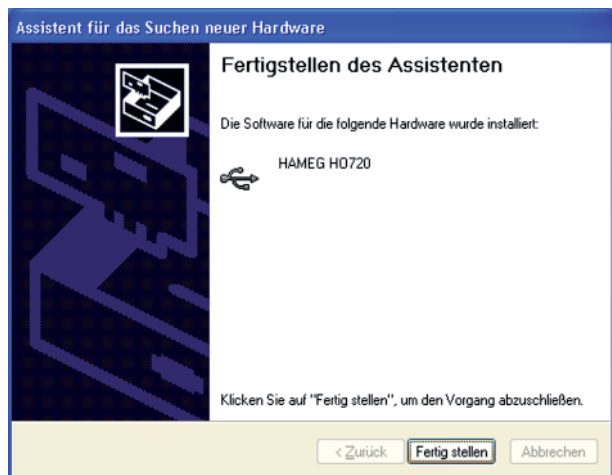 Assistent für das Suchen neuer Hardware
Fertigstellen des Assistenten
Die Software für die folgende Hardware wurde installiert:
HAMEG HO720
Klicken Sie auf "Fertig stellen", um den Vorgang abzuschließen.
< Zurück Fertig stellen Abbrechen